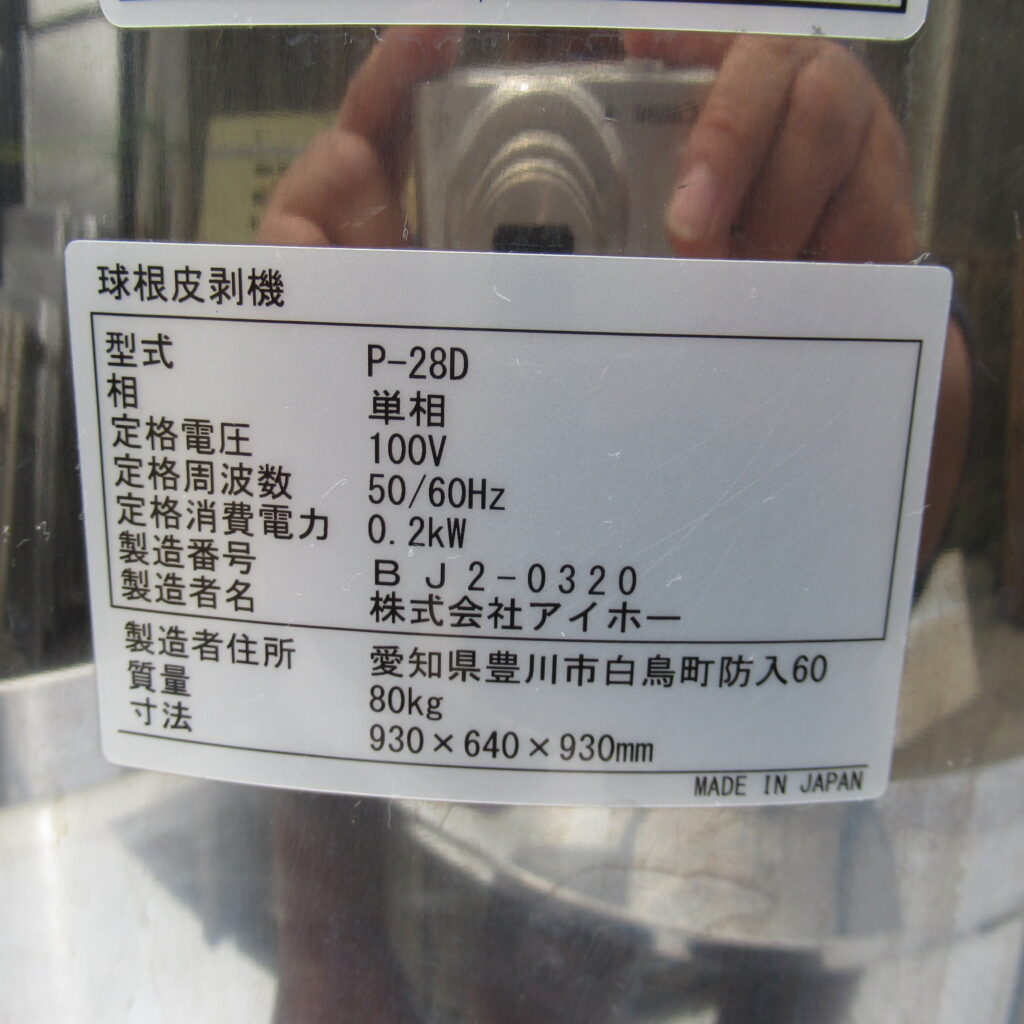 球根皮剥機
型式 P-28D
相 単相
定格電圧 100V
定格周波数 50/60Hz
定格消費電力 0.2kW
製造番号 BJ2-0320
製造者名 株式会社アイホー
製造者住所 愛知県豊川市白鳥町防入60
質量 80kg
寸法 930×640×930mm
MADE IN JAPAN